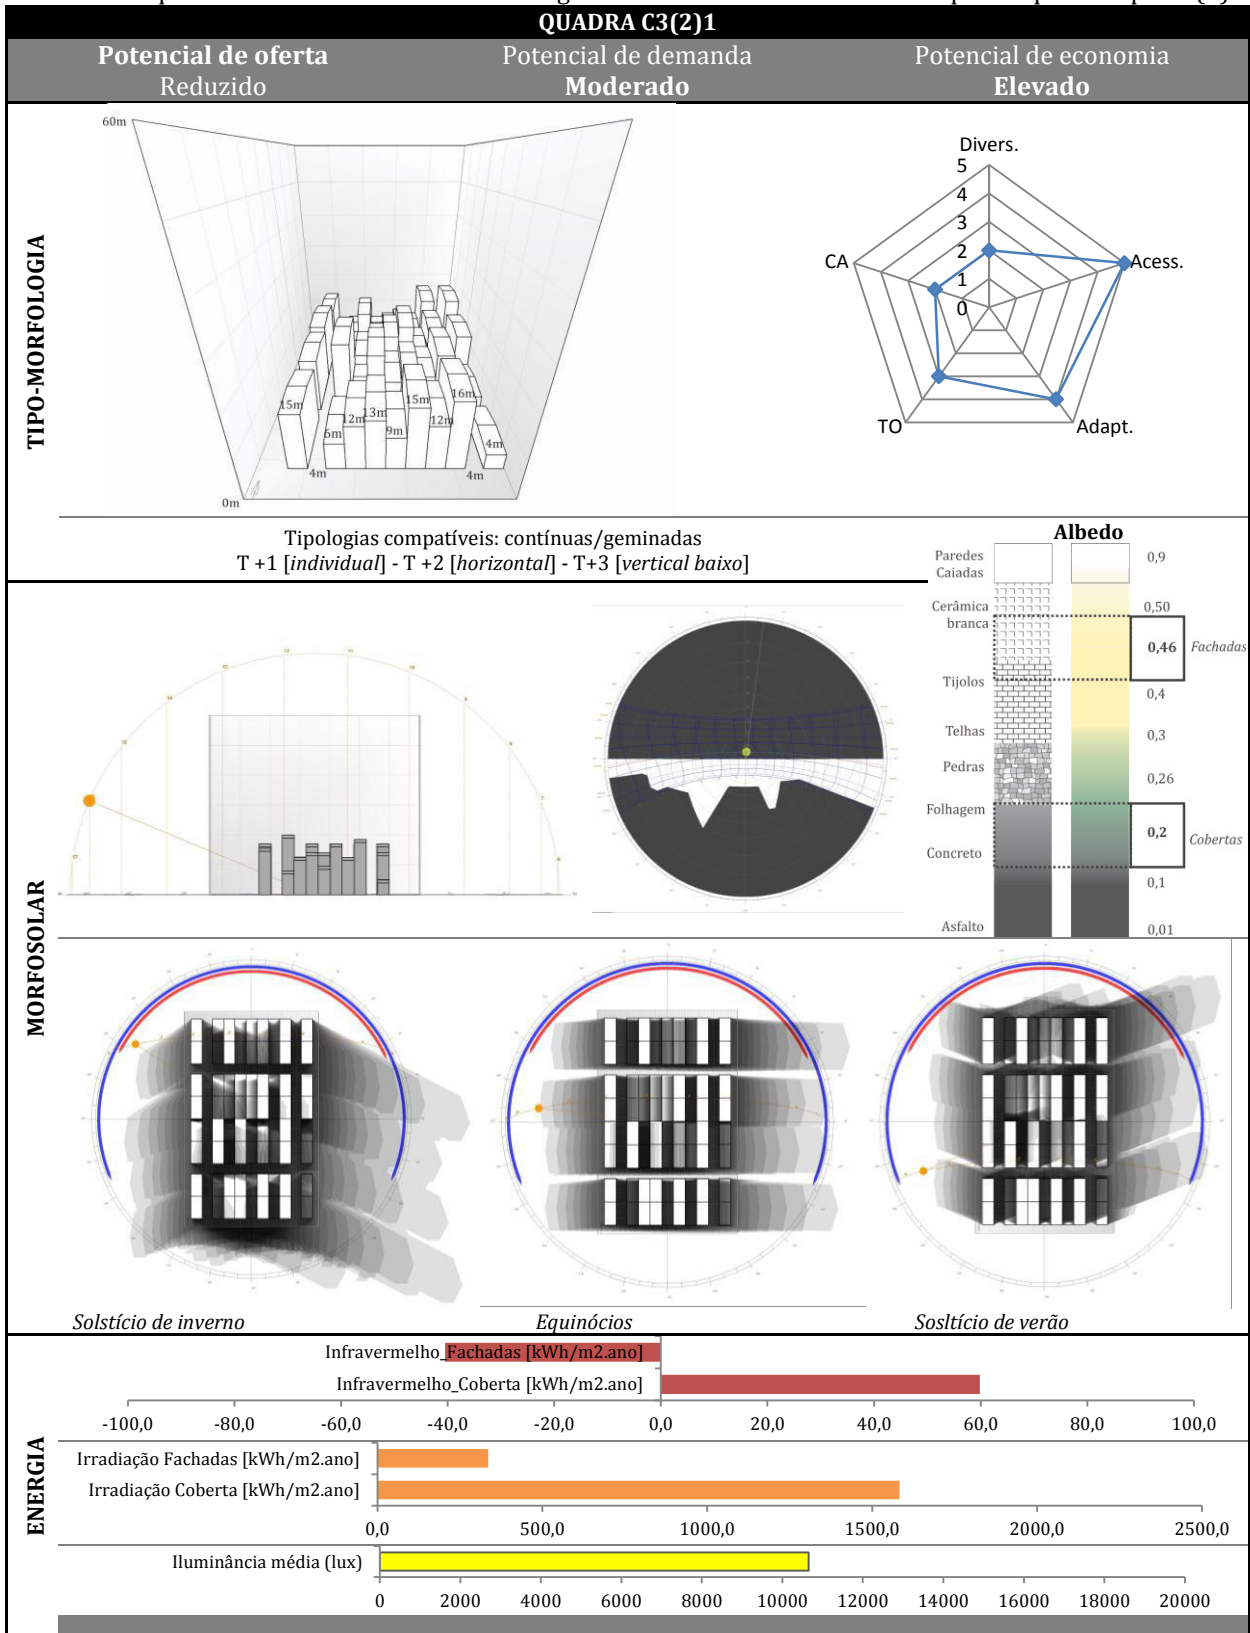 QUADRA C3(2)1
Potencial de oferta
Reduzido
Potencial de demanda
Moderado
Potencial de economia
Elevado
TIPO-MORFOLOGIA
60m
15m
6m
12m
13m
9m
15m
12m
16m
4m
4m
4m
0m
Divers.
5
4
3
2
1
0
CA
Acess.
TO
Adapt.
Tipologias compatíveis: contínuas/geminadas
T +1 [individual] - T +2 [horizontal] - T+3 [vertical baixo]
MORFOSOLAR
Albedo
Paredes
Caiadas
0,9
Cerâmica
branca
0,50
0,46
Fachadas
Tijolos
0,4
Telhas
0,3
Pedras
0,26
Folhagem
0,2
Cobertas
Concreto
0,1
Asfalto
0,01
Solstício de inverno
Equinócios
Sosltício de verão
ENERGIA
Infravermelho_Fachadas [kWh/m2.ano]
Infravermelho_Coberta [kWh/m2.ano]
-100,0 -80,0 -60,0 -40,0 -20,0 0,0 20,0 40,0 60,0 80,0 100,0
Irradiação Fachadas [kWh/m2.ano]
Irradiação Coberta [kWh/m2.ano]
0,0 500,0 1000,0 1500,0 2000,0 2500,0
Iluminância média (lux)
0 2000 4000 6000 8000 10000 12000 14000 16000 18000 20000